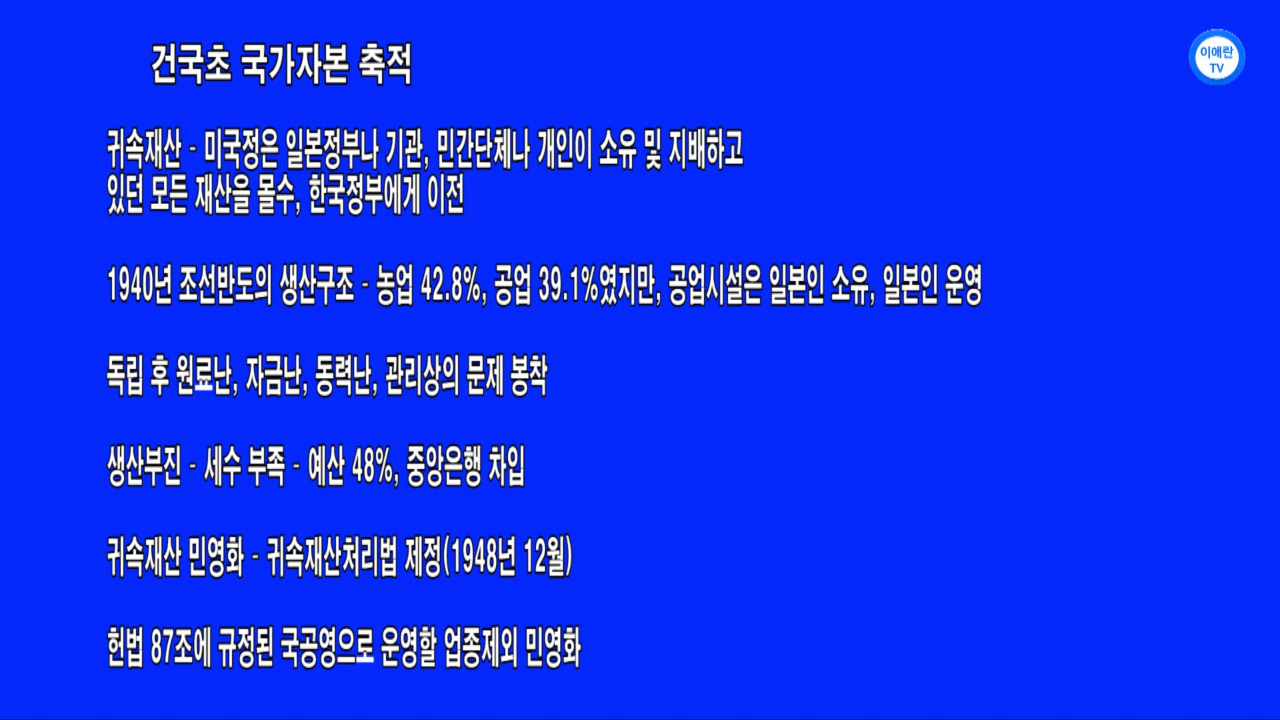 건국초 국가자본 축적
이애란
TV
귀속재산 - 미국정은 일본정부나 기관, 민간단체나 개인이 소유 및 지배하고
있던 모든 재산을 몰수, 한국정부에게 이전
1940년 조선반도의 생산구조 - 농업 42.8%, 공업 39.1%였지만, 공업시설은 일본인 소유, 일본인 운영
독립 후 원료난, 자금난, 동력난, 관리상의 문제 봉착
생산부진 - 세수 부족 - 예산 48%, 중앙은행 차입
귀속재산 민영화 - 귀속재산처리법 제정(1948년 12월)
헌법 87조에 규정된 국공영으로 운영할 업종제외 민영화